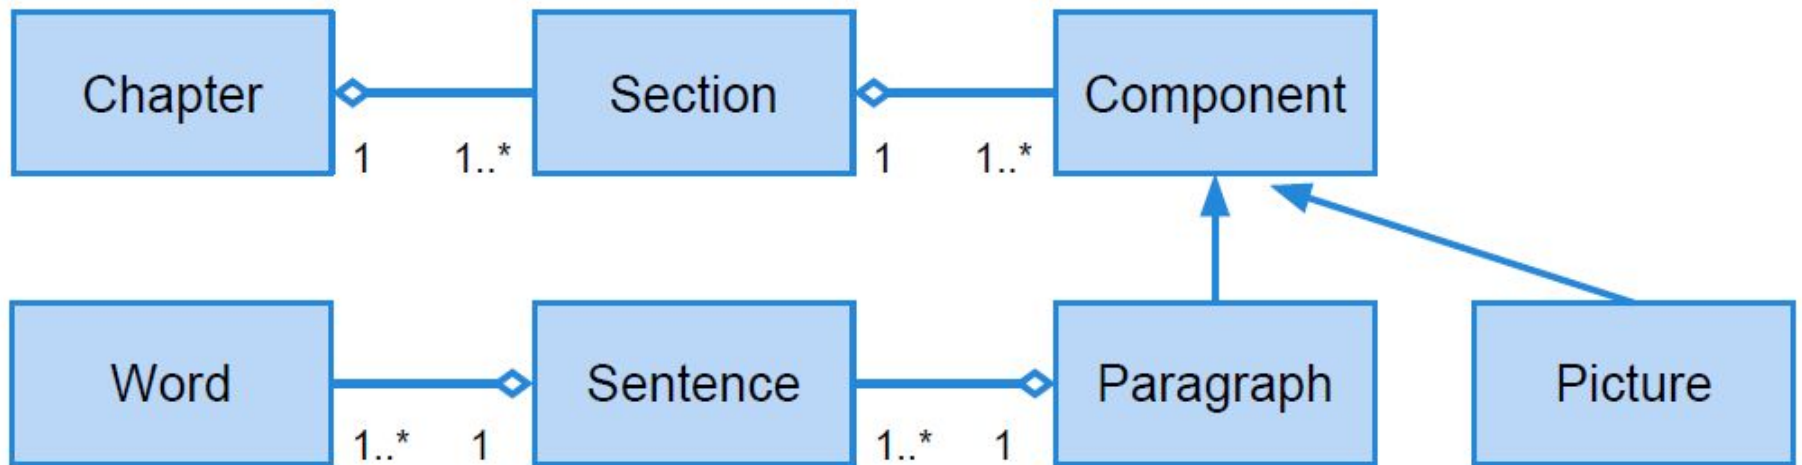 Chapter
Section
Component
1
1..*
1
1..*
Word
Sentence
Paragraph
Picture
1..*
1
1..*
1